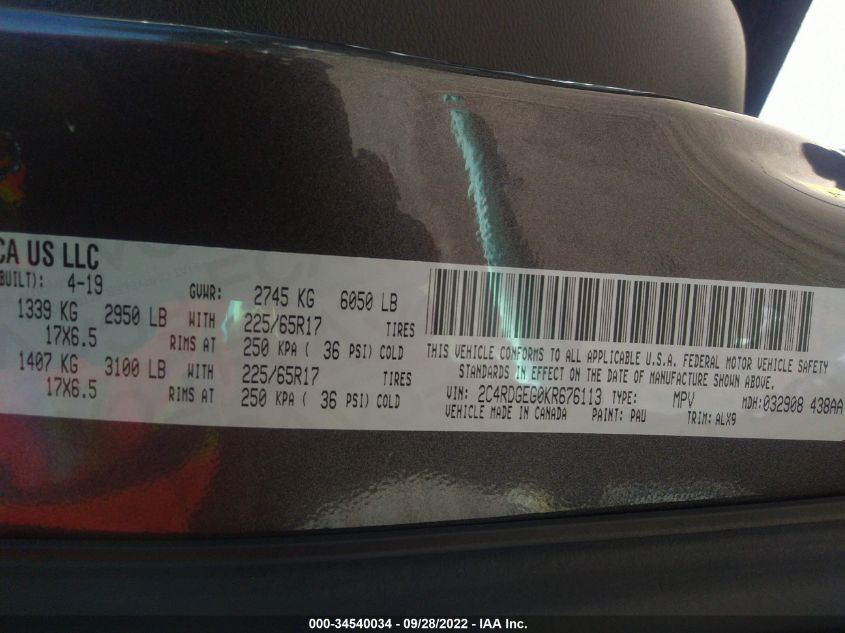 CA US LLC
BUILT): 4-19 GVWR: 2745 KG 6050 LB
1339 KG 2950 LB WITH 225/65R17 TIRES
17X6.5 RIMS AT 250 KPA ( 36 PSI) COLD
1407 KG 3100 LB WITH 225/65R17 TIRES
17X6.5 RIMS AT 250 KPA ( 36 PSI) COLD
THIS VEHICLE CONFORMS TO ALL APPLICABLE U.S.A. FEDERAL MOTOR VEHICLE SAFETY
STANDARDS IN EFFECT ON THE DATE OF MANUFACTURE SHOWN ABOVE.
VIN: 2C4RDGEG0KR676113 TYPE: MPV MDH:032908 438AA
VEHICLE MADE IN CANADA PAINT: PAU TRIM: ALX9
000-34540034 - 09/28/2022 - IAA Inc.